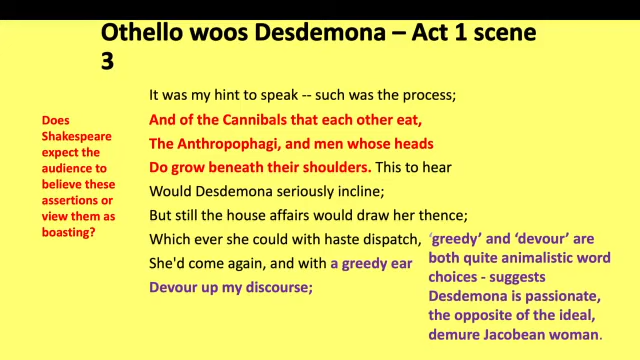 Othello woos Desdemona – Act 1 scene
3
It was my hint to speak -- such was the process;
And of the Cannibals that each other eat,
The Anthropophagi, and men whose heads
Do grow beneath their shoulders. This to hear
Would Desdemona seriously incline;
But still the house affairs would draw her thence;
Which ever she could with haste dispatch,
She'd come again, and with a greedy ear
Devour up my discourse;
Does
Shakespeare
expect the
audience to
believe these
assertions or
view them as
boasting?
‘greedy’ and ‘devour’ are
both quite animalistic word
choices - suggests
Desdemona is passionate,
the opposite of the ideal,
demure Jacobean woman.